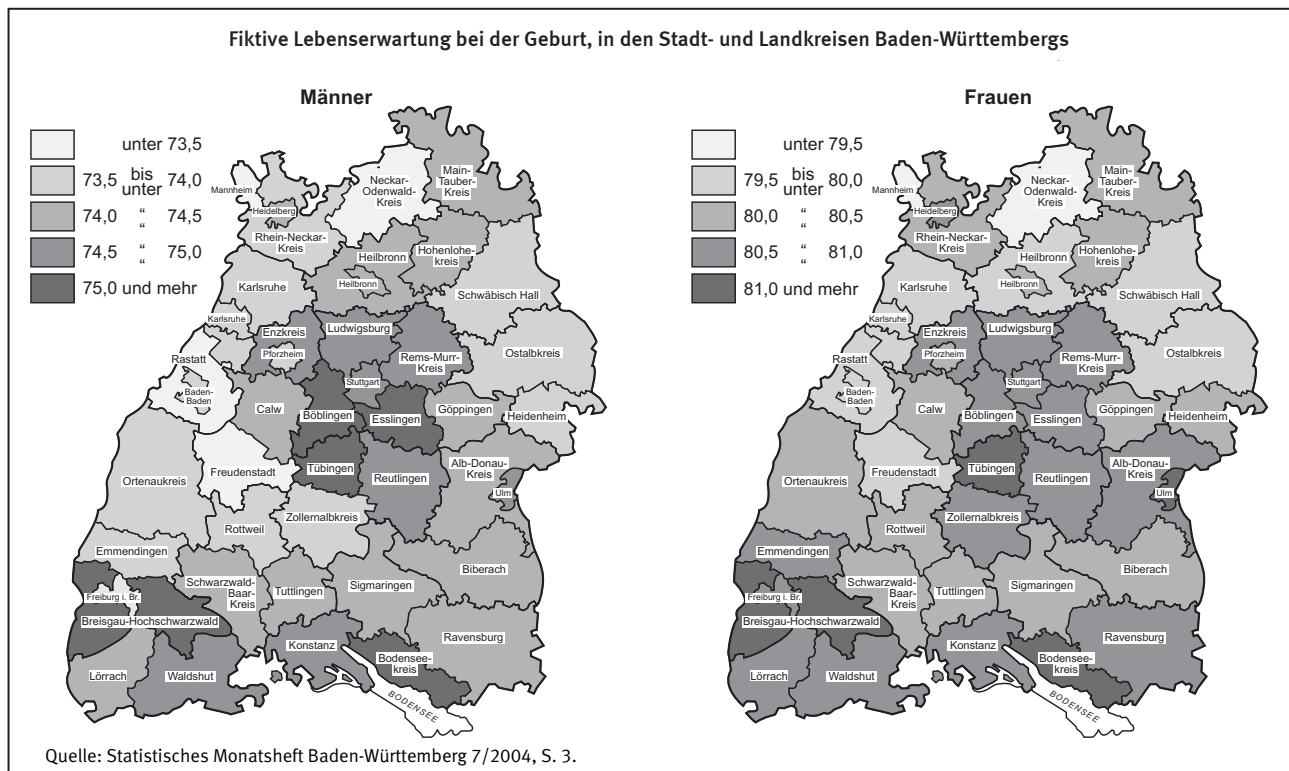 Fiktive Lebenserwartung bei der Geburt, in den Stadt- und Landkreisen Baden-Württembergs
Männer
unter 73,5
73,5 bis unter 74,0
74,0 “ “ 74,5
74,5 “ “ 75,0
75,0 und mehr
Main-
Tauber-
Kreis
Neckar-
Odenwald-
Kreis
Mannheim
Heidelberg
Rhein-Neckar-
Kreis
Hohenlohe-
kreis
Heilbronn
Heilbronn
Karlsruhe
Schwäbisch Hall
Karlsruhe
Enzkreis
Ludwigsburg
Pforzheim
Rems-Murr-
Kreis
Ostalbkreis
Rastatt
Stuttgart
Baden-
Baden
Calw
Böblingen
Esslingen
Göppingen
Heidenheim
Freudenstadt
Tübingen
Reutlingen
Alb-Donau-
Kreis
Ulm
Ortenaukreis
Rottweil
Zollernalbkreis
Emmendingen
Schwarzwald-
Baar-
Kreis
Tuttlingen
Sigmaringen
Biberach
Freiburg i. Br.
Breisgau-Hochschwarzwald
Konstanz
Ravensburg
Bodensee-
kreis
Lörrach
Waldshut
BODENSEE
Frauen
unter 79,5
79,5 bis unter 80,0
80,0 “ “ 80,5
80,5 “ “ 81,0
81,0 und mehr
Main-
Tauber-
Kreis
Neckar-
Odenwald-
Kreis
Mannheim
Heidelberg
Rhein-Neckar-
Kreis
Hohenlohe-
kreis
Heilbronn
Heilbronn
Karlsruhe
Schwäbisch Hall
Karlsruhe
Enzkreis
Ludwigsburg
Pforzheim
Rems-Murr-
Kreis
Ostalbkreis
Rastatt
Stuttgart
Baden-
Baden
Calw
Böblingen
Esslingen
Göppingen
Heidenheim
Freudenstadt
Tübingen
Reutlingen
Alb-Donau-
Kreis
Ulm
Ortenaukreis
Rottweil
Zollernalbkreis
Emmendingen
Schwarzwald-
Baar-
Kreis
Tuttlingen
Sigmaringen
Biberach
Freiburg i. Br.
Breisgau-Hochschwarzwald
Konstanz
Ravensburg
Bodensee-
kreis
Lörrach
Waldshut
BODENSEE
Quelle: Statistisches Monatsheft Baden-Württemberg 7/2004, S. 3.